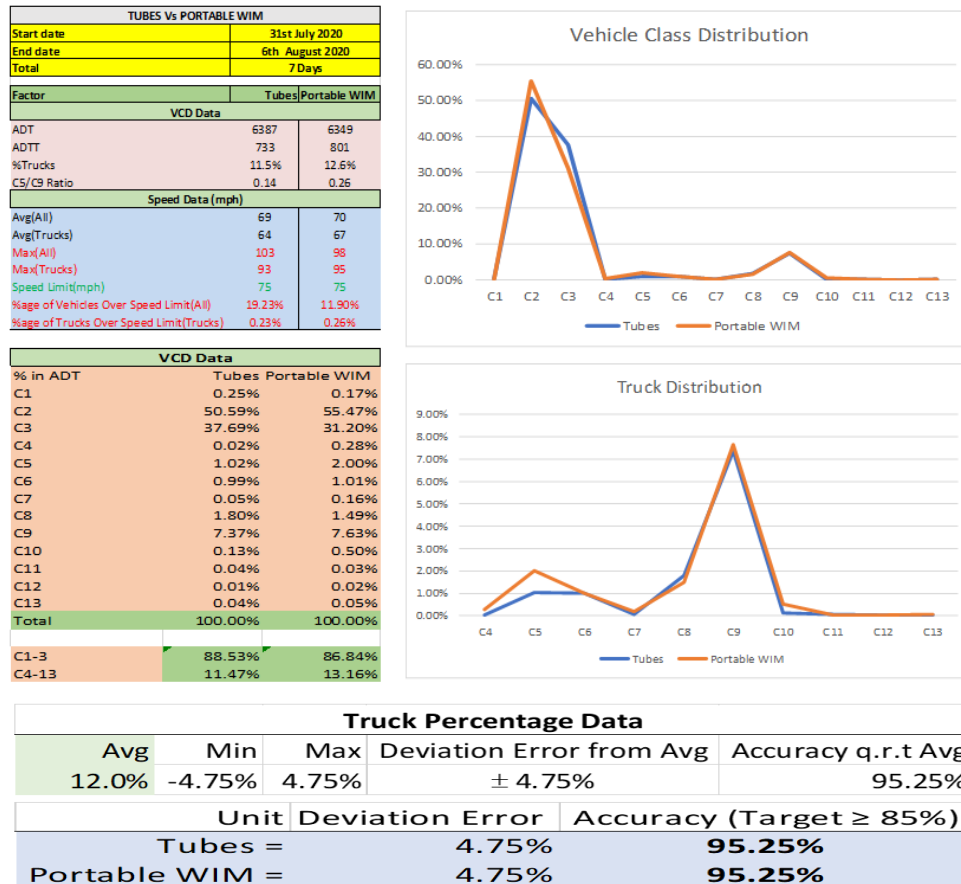 TUBES Vs PORTABLE WIM
Start date 31st July 2020
End date 6th August 2020
Total 7 Days
Factor Tubes Portable WIM
VCD Data
ADT 6387 6349
ADTT 733 801
%Trucks 11.5% 12.6%
C5/C9 Ratio 0.14 0.26
Speed Data (mph)
Avg(All) 69 70
Avg(Trucks) 64 67
Max(All) 103 98
Max(Trucks) 93 95
Speed Limit(mph) 75 75
%age of Vehicles Over Speed Limit(All) 19.23% 11.90%
%age of Trucks Over Speed Limit(Trucks) 0.23% 0.26%
VCD Data
% in ADT Tubes Portable WIM
C1 0.25% 0.17%
C2 50.59% 55.47%
C3 37.69% 31.20%
C4 0.02% 0.28%
C5 1.02% 2.00%
C6 0.99% 1.01%
C7 0.05% 0.16%
C8 1.80% 1.49%
C9 7.37% 7.63%
C10 0.13% 0.50%
C11 0.04% 0.03%
C12 0.01% 0.02%
C13 0.04% 0.05%
Total 100.00% 100.00%
C1-3 88.53% 86.84%
C4-13 11.47% 13.16%
Vehicle Class Distribution
60.00%
50.00%
40.00%
30.00%
20.00%
10.00%
0.00%
C1 C2 C3 C4 C5 C6 C7 C8 C9 C10 C11 C12 C13
Tubes Portable WIM
Truck Distribution
9.00%
8.00%
7.00%
6.00%
5.00%
4.00%
3.00%
2.00%
1.00%
0.00%
C4 C5 C6 C7 C8 C9 C10 C11 C12 C13
Tubes Portable WIM
Truck Percentage Data
Avg Min Max Deviation Error from Avg Accuracy q.r.t Avg
12.0% -4.75% 4.75% ± 4.75% 95.25%
Unit Deviation Error Accuracy (Target ≥ 85%)
Tubes = 4.75% 95.25%
Portable WIM = 4.75% 95.25%